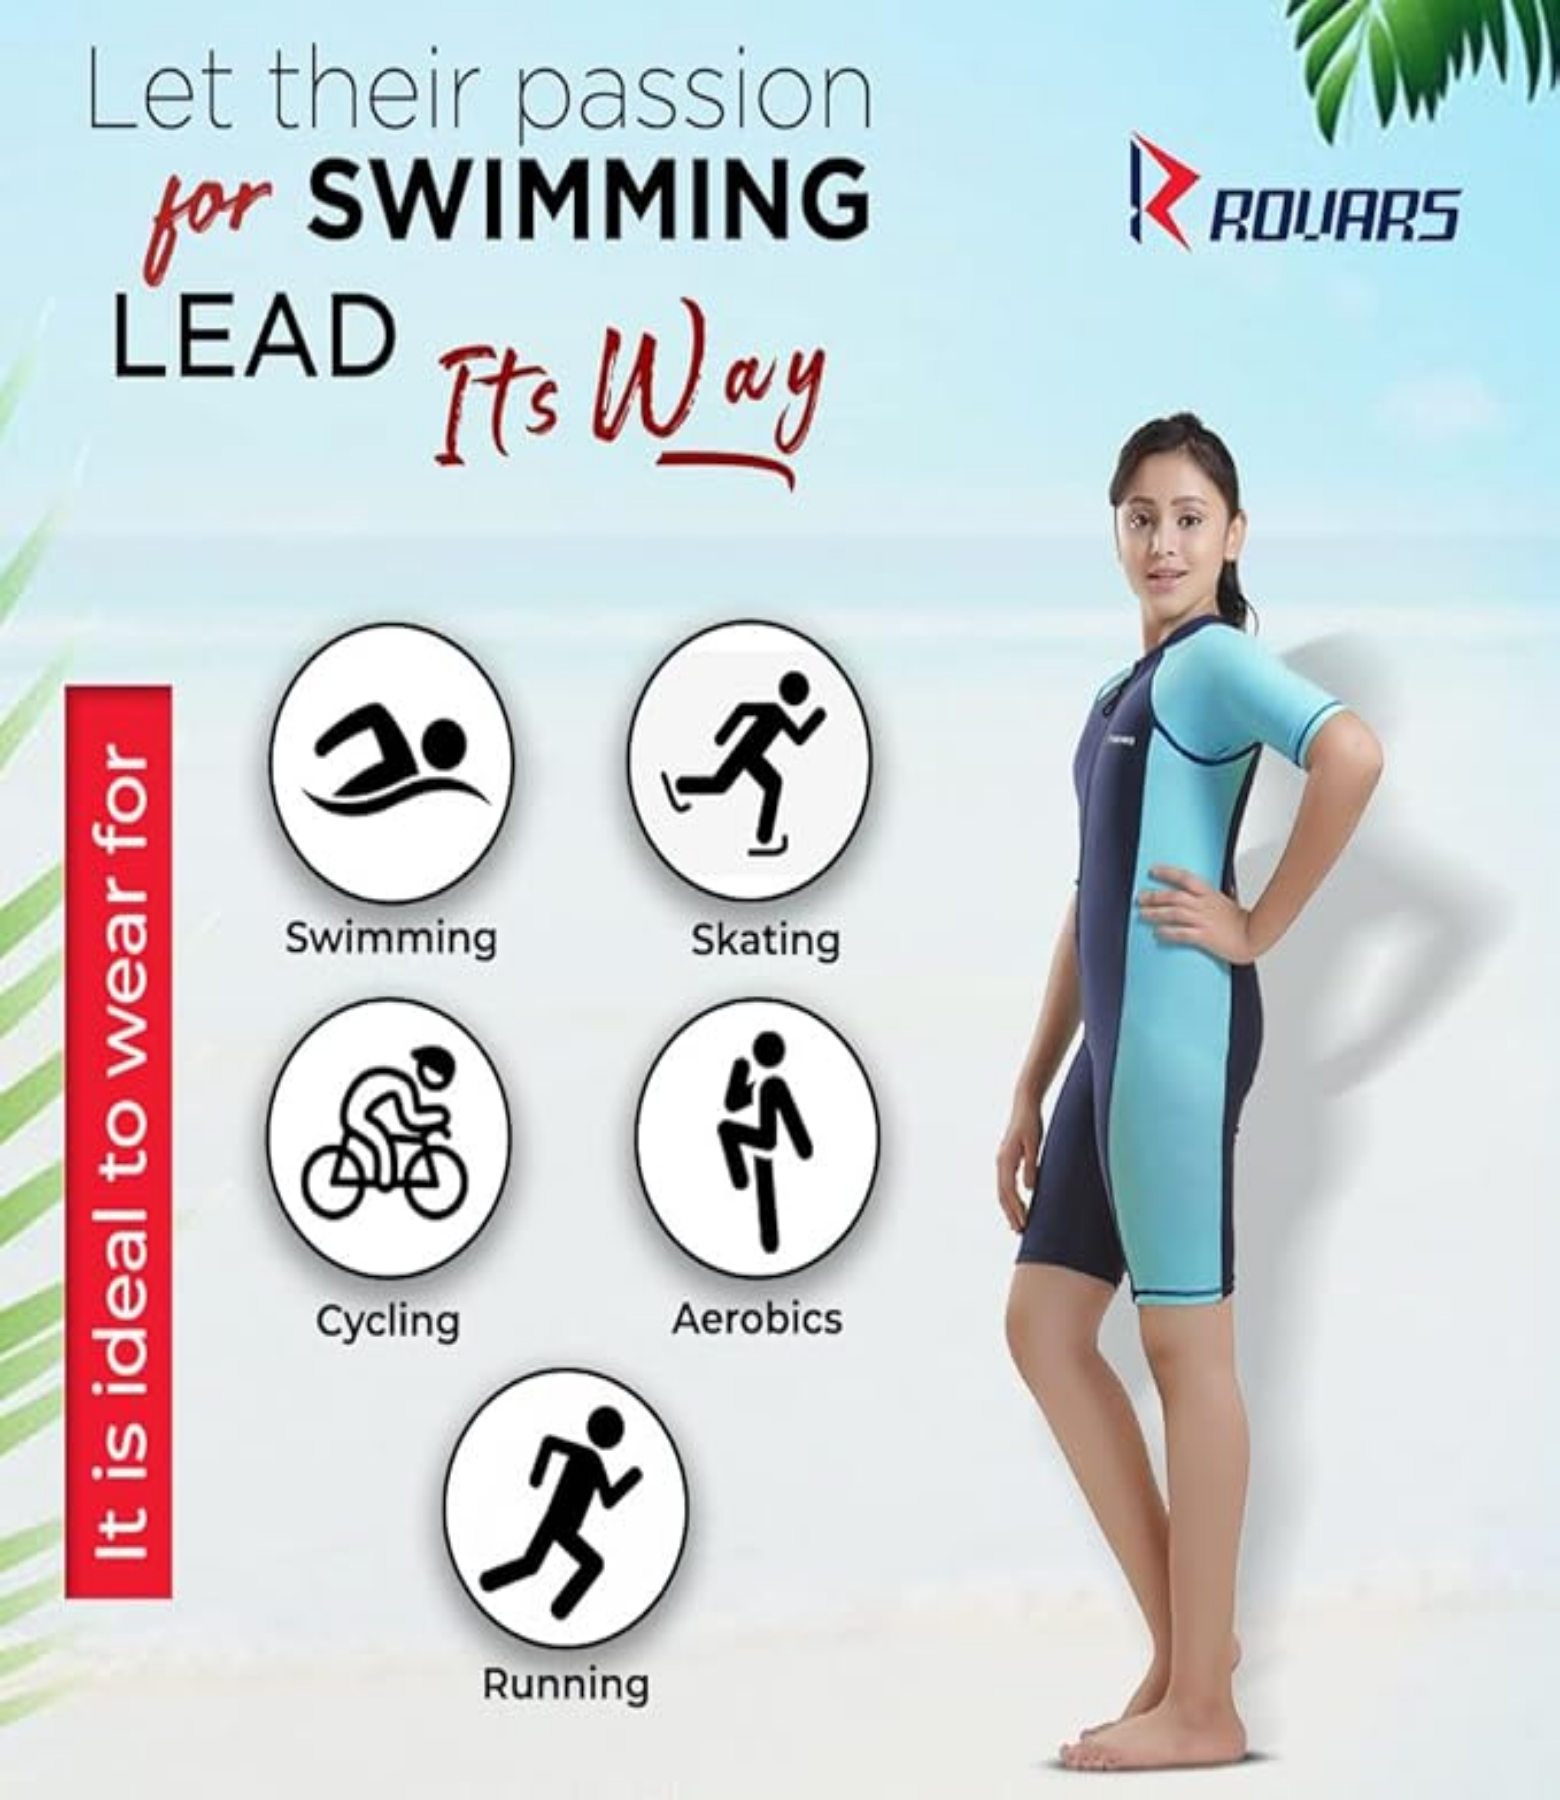 Let their passion
for SWIMMING
LEAD Its Way
ROVARS
It is ideal to wear for
Swimming
Skating
Cycling
Aerobics
Running